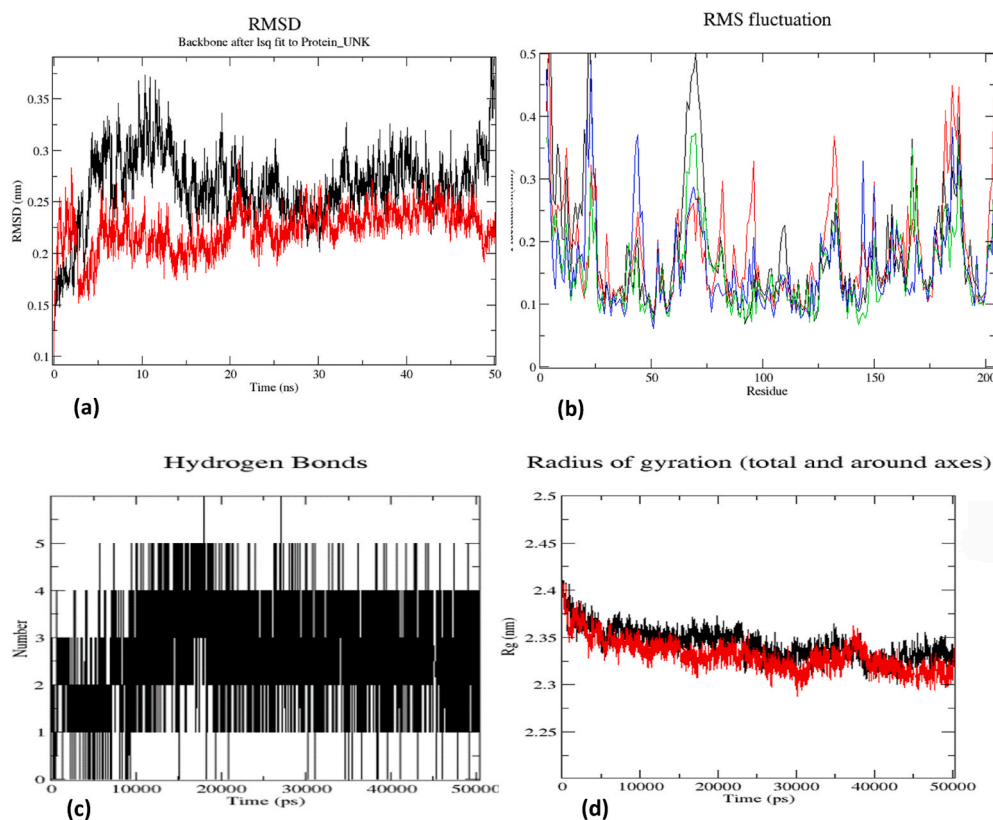 RMSD
Backbone after lsq fit to Protein_UNK
RMSD (nm)
0.35
0.3
0.25
0.2
0.15
0.1
0 10 20 30 40 50
Time (ns)
(a)
RMS fluctuation
0.5
0.4
0.3
0.2
0.1
0
0 50 100 150 200
Residue
(b)
Hydrogen Bonds
Number
5
4
3
2
1
0
0 10000 20000 30000 40000 50000
Time (ps)
(c)
Radius of gyration (total and around axes)
Rg (nm)
2.5
2.45
2.4
2.35
2.3
2.25
10000 20000 30000 40000 50000
Time (ps)
(d)